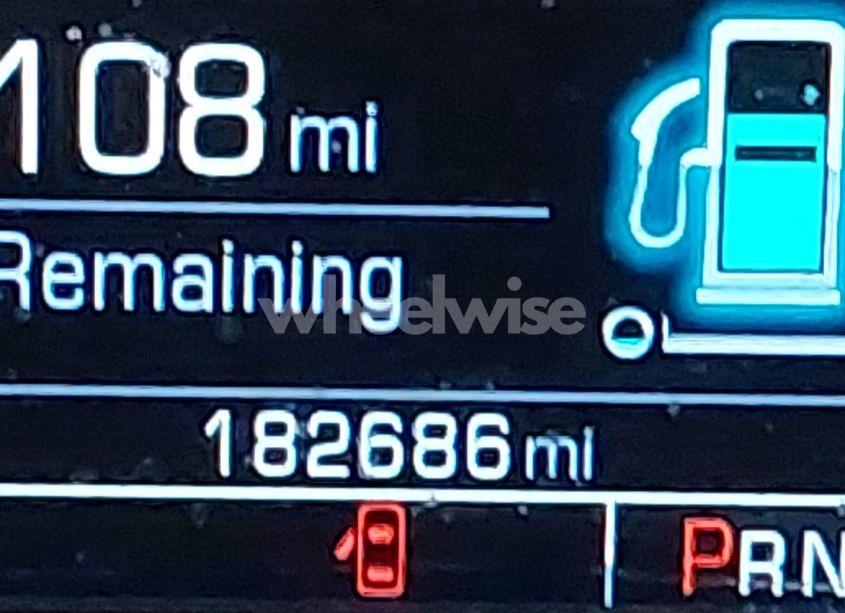 108 mi
Remaining
wheelwise
182686 mi
PRN